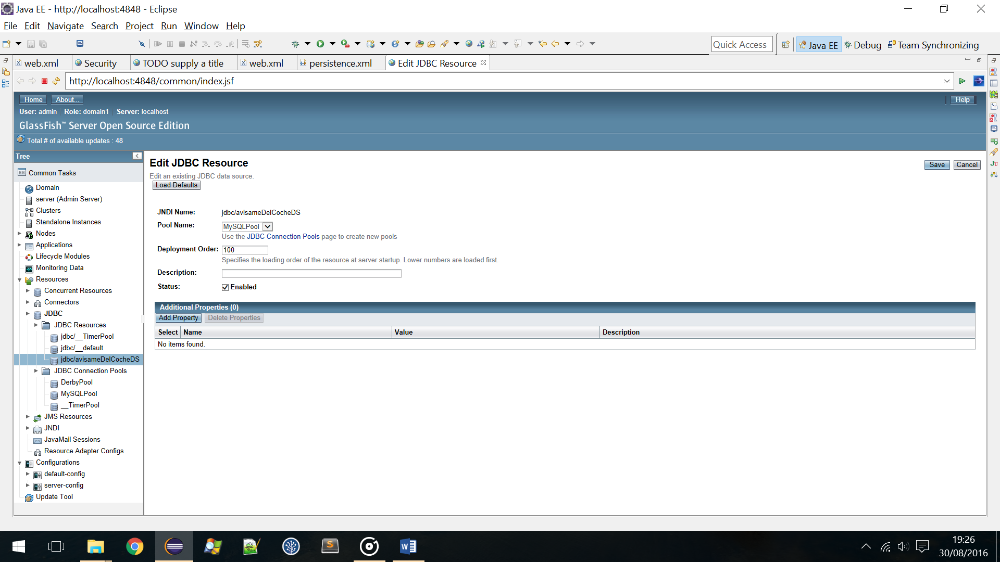 Java EE - http://localhost:4848 - Eclipse
File Edit Navigate Search Project Run Window Help
Quick Access Java EE Debug Team Synchronizing
web.xml Security TODO supply a title web.xml persistence.xml Edit JDBC Resource
http://localhost:4848/common/index.jsf
Home About... Help
User: admin Role: domain1 Server: localhost
GlassFish™ Server Open Source Edition
Total # of available updates : 48
Tree
Common Tasks
Domain
server (Admin Server)
Clusters
Standalone Instances
Nodes
Applications
Lifecycle Modules
Monitoring Data
Resources
Concurrent Resources
Connectors
JDBC
JDBC Resources
jdbc/__TimerPool
jdbc/__default
jdbc/avisameDelCocheDS
JDBC Connection Pools
DerbyPool
MySQLPool
__TimerPool
JMS Resources
JNDI
JavaMail Sessions
Resource Adapter Configs
Configurations
default-config
server-config
Update Tool
Edit JDBC Resource
Save Cancel
Edit an existing JDBC data source.
Load Defaults
JNDI Name: jdbc/avisameDelCocheDS
Pool Name: MySQLPool
Use the JDBC Connection Pools page to create new pools
Deployment Order: 100
Specifies the loading order of the resource at server startup. Lower numbers are loaded first.
Description:
Status: Enabled
Additional Properties (0)
Add Property Delete Properties
Select Name Value Description
No items found.
19:26
30/08/2016